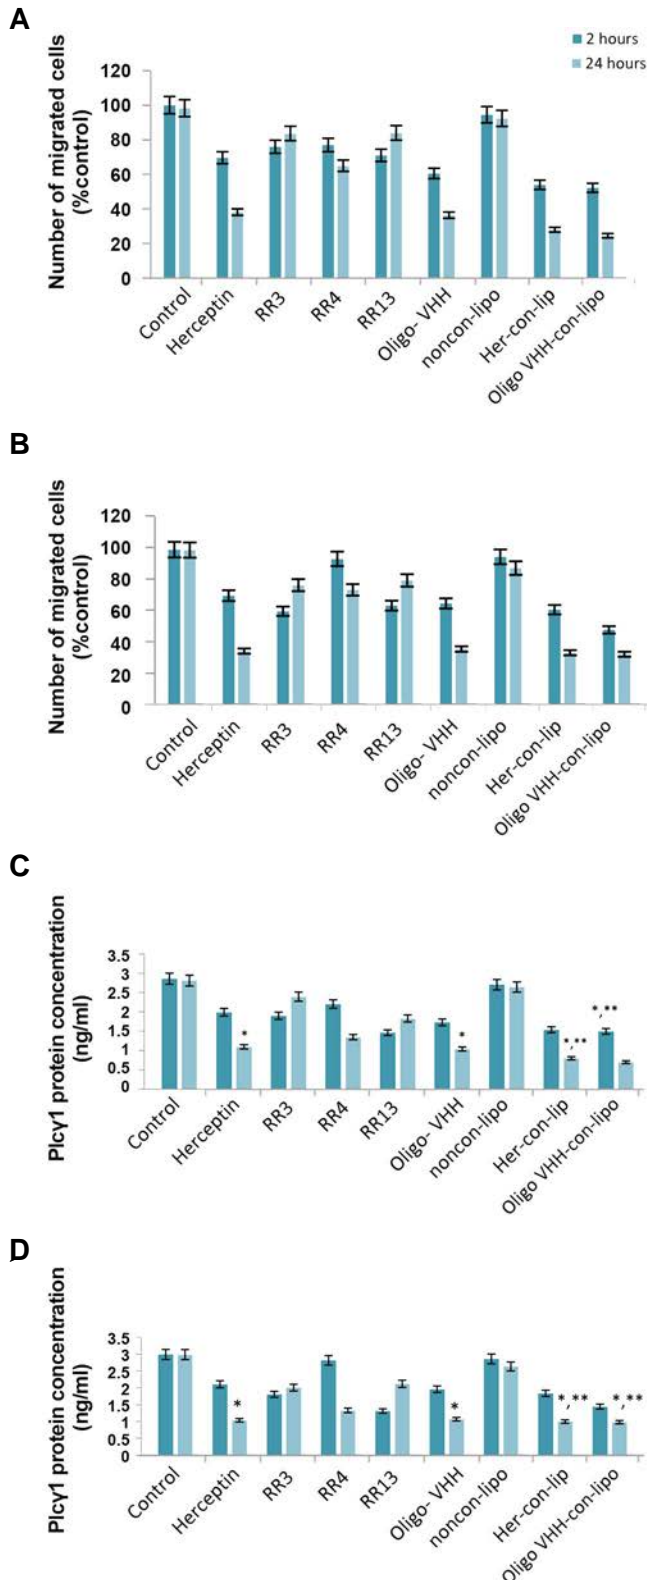 A
2 hours
24 hours
Number of migrated cells
(%control)
120
100
80
60
40
20
0
Control
Herceptin
RR3
RR4
RR13
Oligo- VHH
noncon-lipo
Her-con-lip
Oligo VHH-con-lipo
B
Number of migrated cells
(%control)
120
100
80
60
40
20
0
Control
Herceptin
RR3
RR4
RR13
Oligo- VHH
noncon-lipo
Her-con-lip
Oligo VHH-con-lipo
C
Plcγ1 protein concentration
(ng/ml)
3.5
3
2.5
2
1.5
1
0.5
0
*
*
*,**
*,**
Control
Herceptin
RR3
RR4
RR13
Oligo- VHH
noncon-lipo
Her-con-lip
Oligo VHH-con-lipo
D
Plcγ1 protein concentration
(ng/ml)
3.5
3
2.5
2
1.5
1
0.5
0
*
*
*,**
*,**
Control
Herceptin
RR3
RR4
RR13
Oligo- VHH
noncon-lipo
Her-con-lip
Oligo VHH-con-lipo